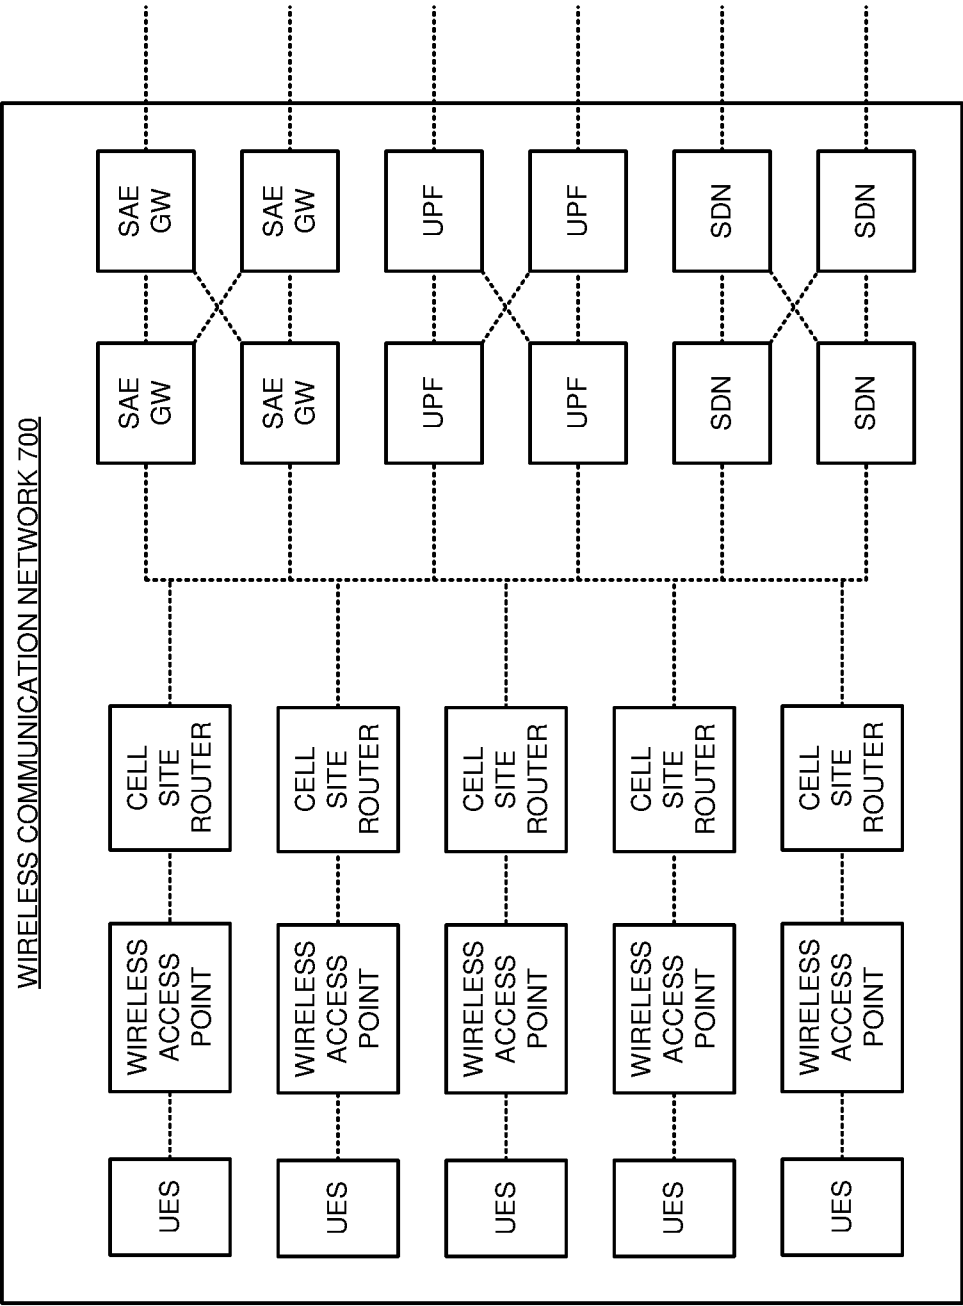 WIRELESS COMMUNICATION NETWORK 700
UES
WIRELESS
ACCESS
POINT
CELL
SITE
ROUTER
SAE
GW
SAE
GW
SAE
GW
SAE
GW
UES
WIRELESS
ACCESS
POINT
CELL
SITE
ROUTER
UPF
UPF
UES
WIRELESS
ACCESS
POINT
CELL
SITE
ROUTER
UPF
UPF
UES
WIRELESS
ACCESS
POINT
CELL
SITE
ROUTER
SDN
SDN
UES
WIRELESS
ACCESS
POINT
CELL
SITE
ROUTER
SDN
SDN